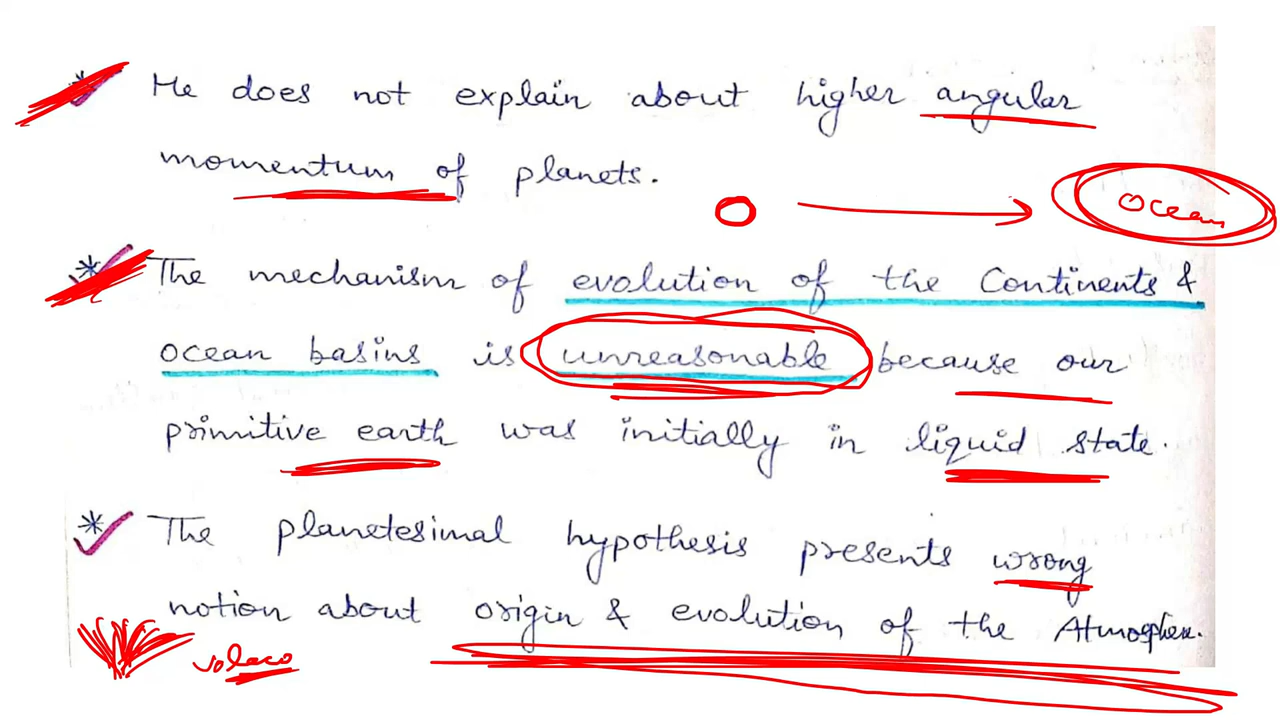 * He does not explain about higher angular
momentum of planets.
ocean
* The mechanism of evolution of the Continents &
ocean basins is unreasonable because our
primitive earth was initially in liquid state.
* The planetesimal hypothesis presents wrong
notion about origin & evolution of the Atmosphere.